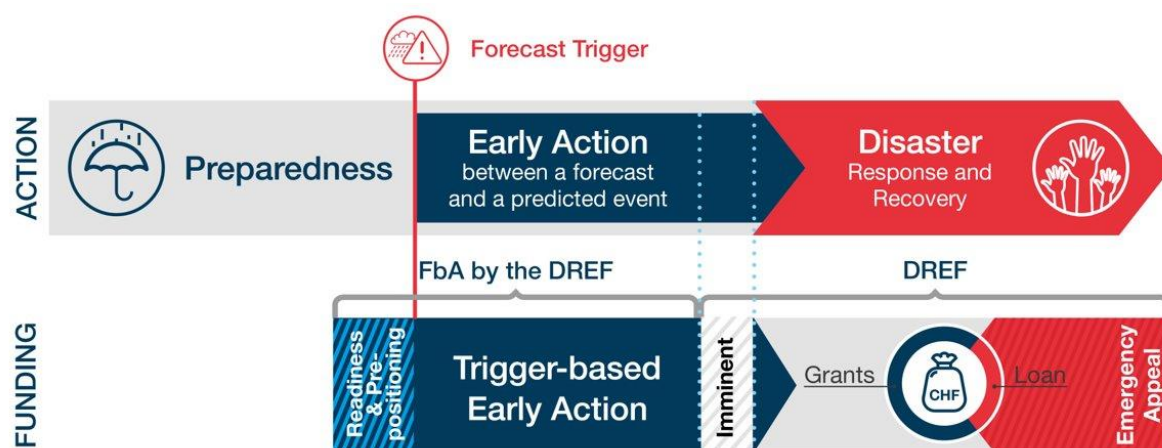 Forecast Trigger
ACTION
Preparedness
Early Action
between a forecast
and a predicted event
Disaster
Response and
Recovery
FbA by the DREF
DREF
FUNDING
Readiness
& Pre-
positioning
Trigger-based
Early Action
Imminent
Grants
CHF
Loan
Emergency
Appeal